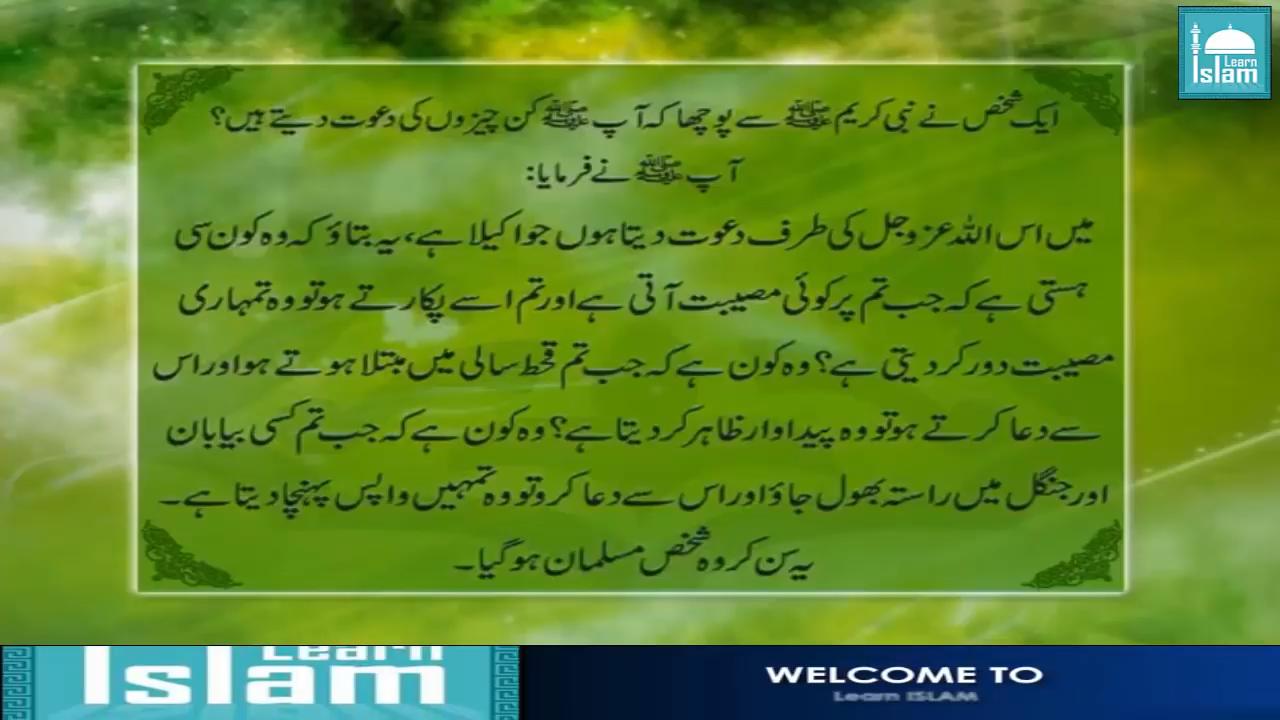 Learn
Islam
ایک شخص نے نبی کریم ﷺ سے پوچھا کہ آپ ﷺ کن چیزوں کی دعوت دیتے ہیں؟
آپ ﷺ نے فرمایا:
میں اس اللہ عزوجل کی طرف دعوت دیتا ہوں جو اکیلا ہے، یہ بتاؤ کہ وہ کون سی
ہستی ہے کہ جب تم پر کوئی مصیبت آتی ہے اور تم اسے پکارتے ہو تو وہ تمہاری
مصیبت دور کر دیتی ہے؟ وہ کون ہے کہ جب تم قحط سالی میں مبتلا ہوتے ہو اور اس
سے دعا کرتے ہو تو وہ پیداوار ظاہر کر دیتا ہے؟ وہ کون ہے کہ جب تم کسی بیابان
اور جنگل میں راستہ بھول جاؤ اور اس سے دعا کرو تو وہ تمہیں واپس پہنچا دیتا ہے۔
یہ سن کر وہ شخص مسلمان ہو گیا۔
Learn
Islam
WELCOME TO
Learn ISLAM